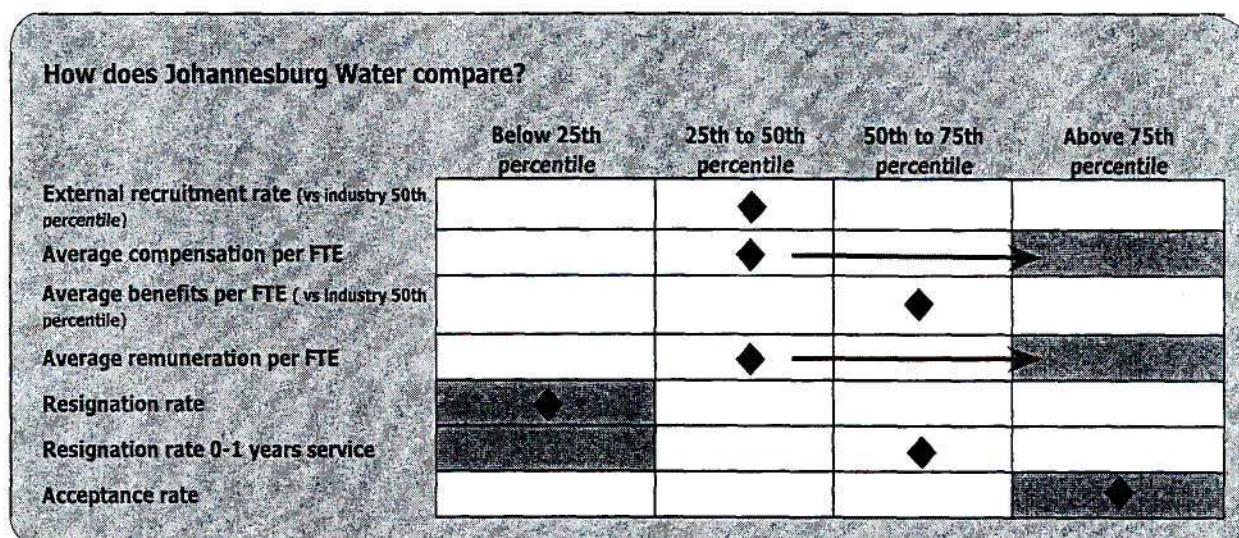 How does Johannesburg Water compare?
Below 25th 25th to 50th 50th to 75th Above 75th
percentile percentile percentile percentile
External recruitment rate (vs industry 50th
percentile)
Average compensation per FTE
Average benefits per FTE ( vs industry 50th
percentile)
Average remuneration per FTE
Resignation rate
Resignation rate 0-1 years service
Acceptance rate